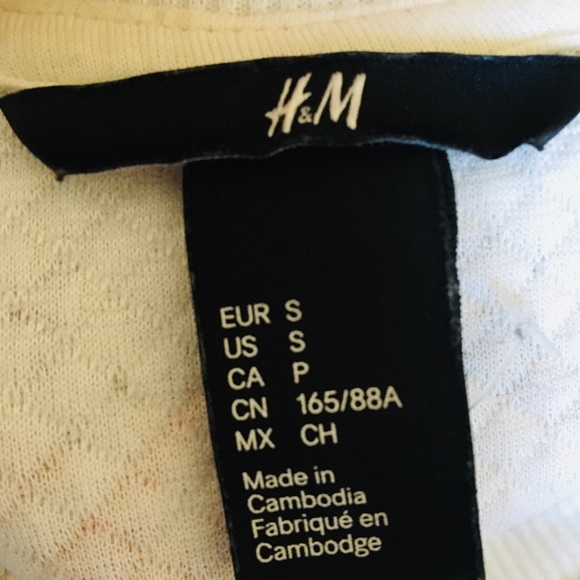 H&M
EUR S
US S
CA P
CN 165/88A
MX CH
Made in
Cambodia
Fabriqué en
Cambodge